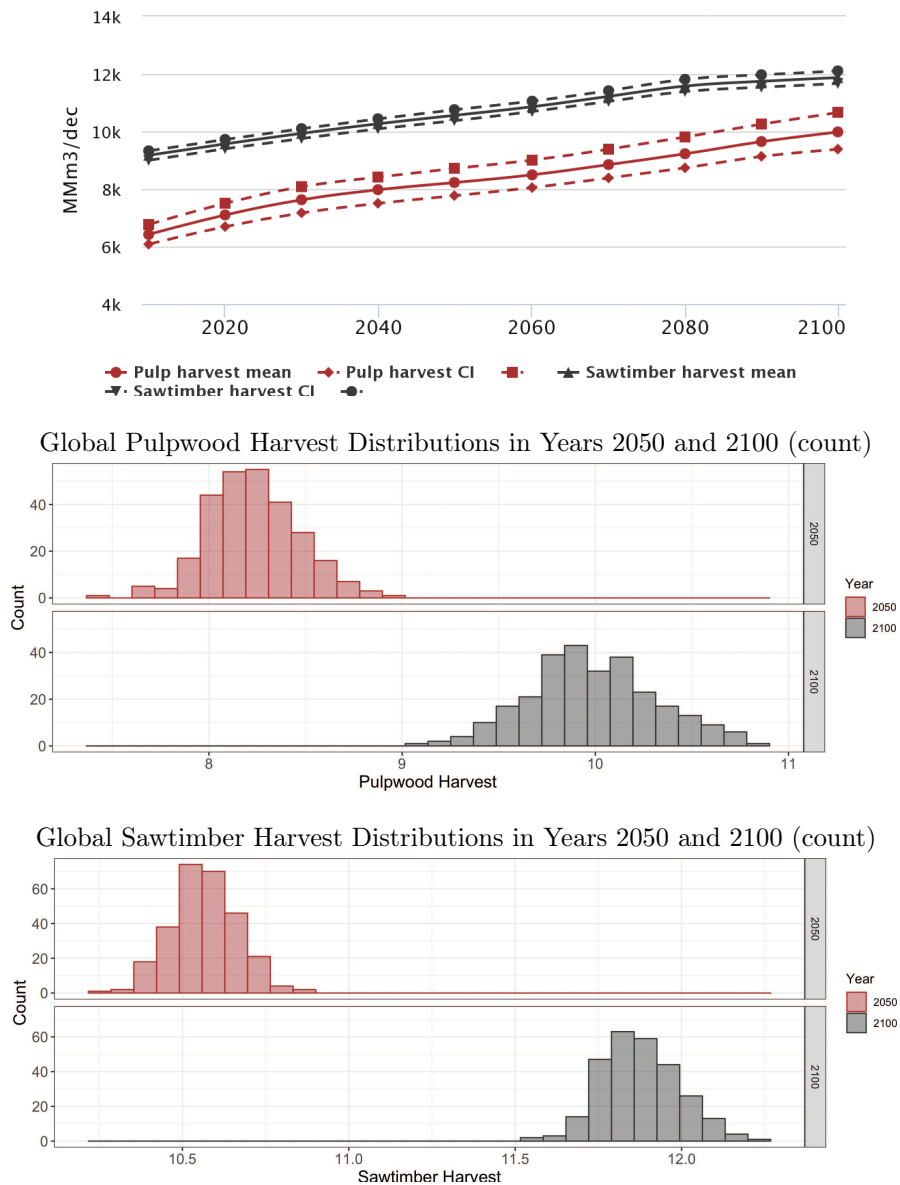 14k
12k
10k
8k
6k
4k
MMm3/dec
2020 2040 2060 2080 2100
Pulp harvest mean Pulp harvest CI Sawtimber harvest mean
Sawtimber harvest CI
Global Pulpwood Harvest Distributions in Years 2050 and 2100 (count)
40
20
0
2050
Count
40
20
0
2100
8 9 10 11
Pulpwood Harvest
Year
2050
2100
Global Sawtimber Harvest Distributions in Years 2050 and 2100 (count)
60
40
20
0
2050
Count
60
40
20
0
2100
10.5 11.0 11.5 12.0
Sawtimber Harvest
Year
2050
2100